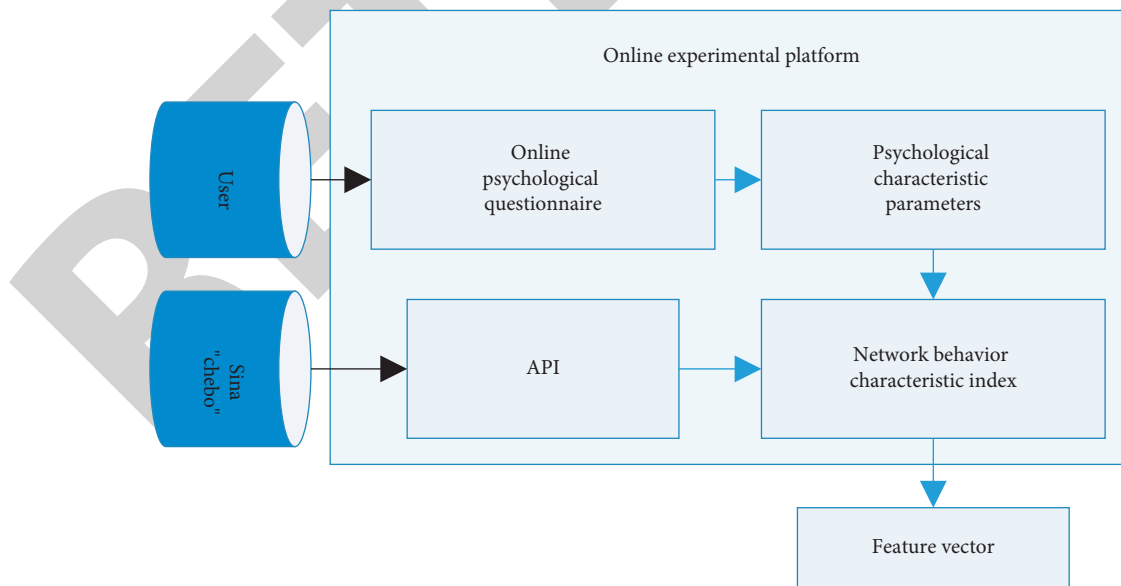 Online experimental platform
User
Online
psychological
questionnaire
Psychological
characteristic
parameters
Sina
"chebo"
API
Network behavior
characteristic index
Feature vector